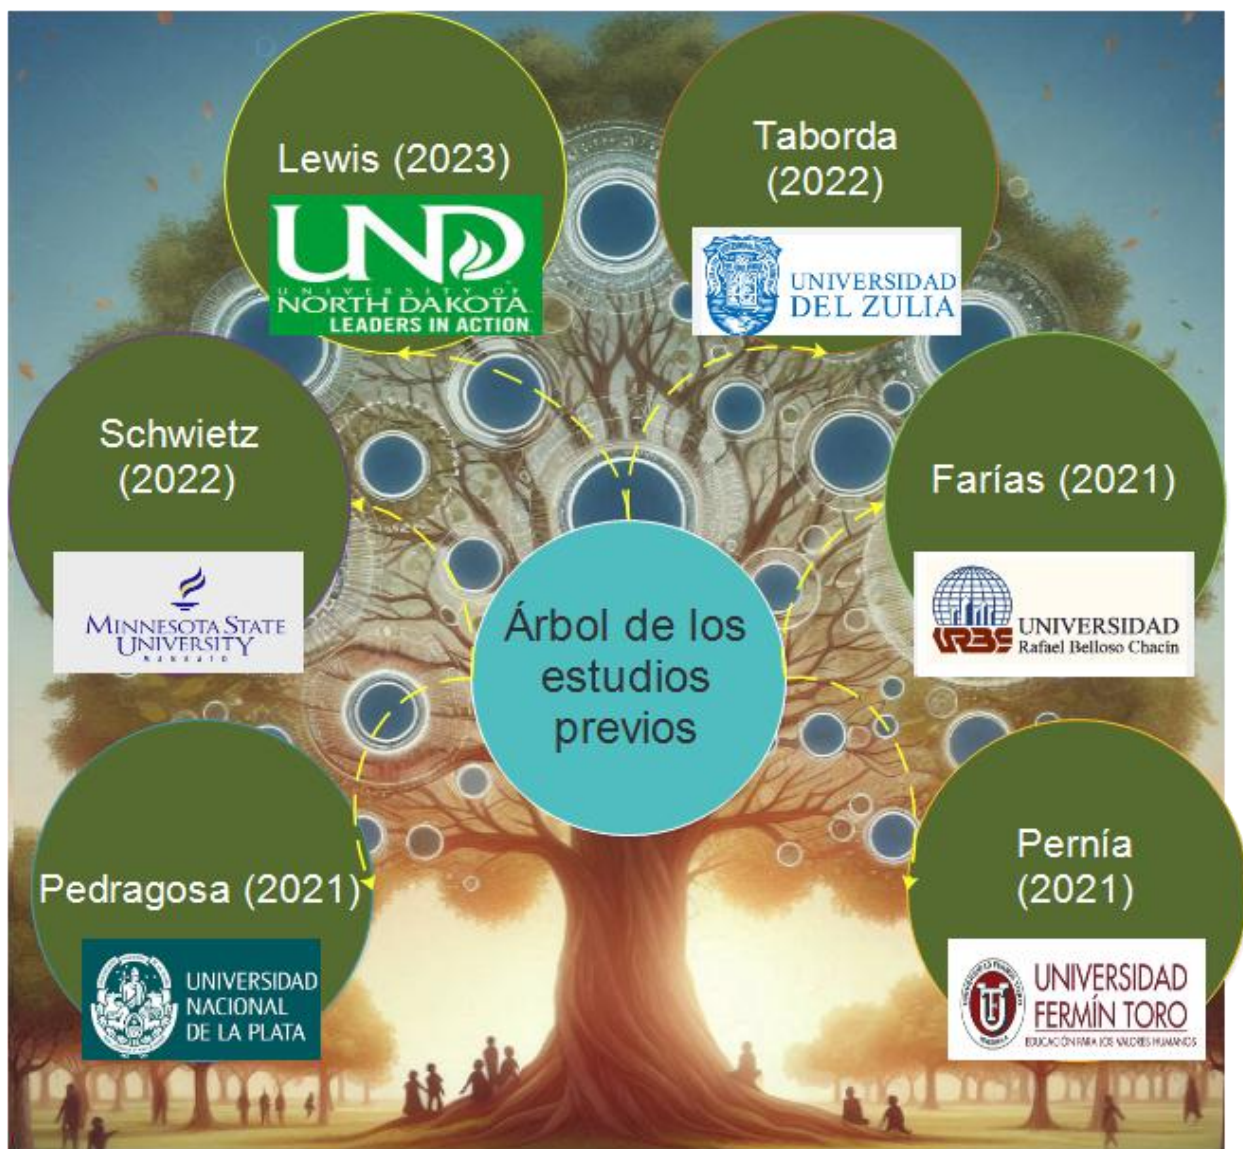 Lewis (2023)
UND
UNIVERSITY OF
NORTH DAKOTA
LEADERS IN ACTION
Taborda
(2022)
UNIVERSIDAD
DEL ZULIA
Schwietz
(2022)
MINNESOTA STATE
UNIVERSITY
MANKATO
Farías (2021)
URBE
UNIVERSIDAD
Rafael Belloso Chacín
Árbol de los
estudios
previos
Pedragosa (2021)
UNIVERSIDAD
NACIONAL
DE LA PLATA
Pernía
(2021)
UNIVERSIDAD
FERMÍN TORO
EDUCACIÓN PARA LOS VALORES HUMANOS